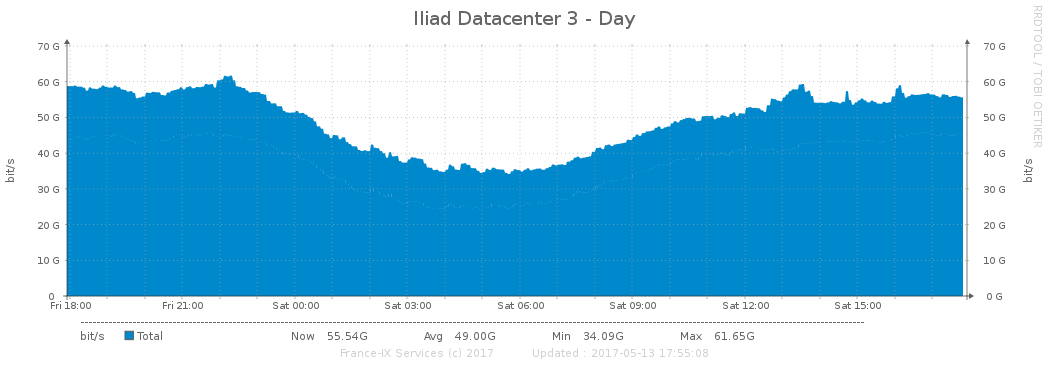 Iliad Datacenter 3 - Day
RRDTOOL / TOBI OETIKER
70 G 70 G
60 G 60 G
50 G 50 G
40 G 40 G
30 G 30 G
20 G 20 G
10 G 10 G
0 0 G
bit/s bit/s
Fri 18:00 Fri 21:00 Sat 00:00 Sat 03:00 Sat 06:00 Sat 09:00 Sat 12:00 Sat 15:00
bit/s Total Now 55.54G Avg 49.00G Min 34.09G Max 61.65G
France-IX Services (c) 2017 Updated : 2017-05-13 17:55:08